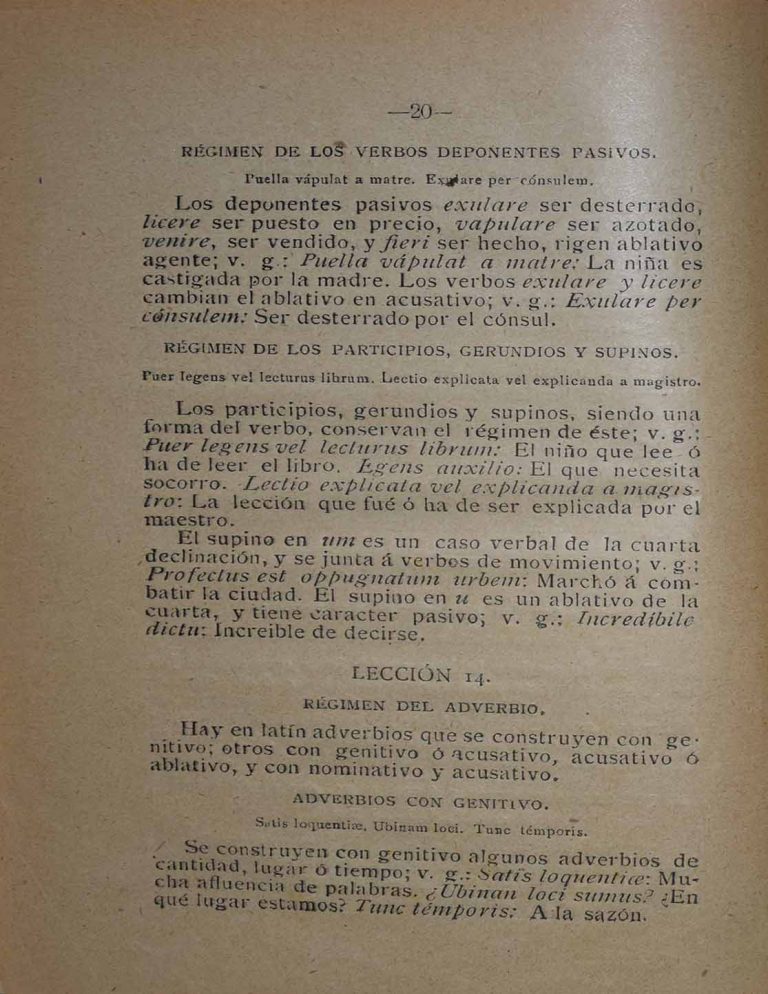 —20—
RÉGIMEN DE LOS VERBOS DEPONENTES PASIVOS.
Puella vápulat a matre. Exulare per cónsulem.
Los deponentes pasivos exulare ser desterrado,
licere ser puesto en precio, vapulare ser azotado,
venire, ser vendido, y fieri ser hecho, rigen ablativo
agente; v. g.: Puella vápulat a matre: La niña es
castigada por la madre. Los verbos exulare y licere
cambian el ablativo en acusativo; v. g.: Exulare per
cónsulem: Ser desterrado por el cónsul.
RÉGIMEN DE LOS PARTICIPIOS, GERUNDIOS Y SUPINOS.
Puer legens vel lecturus librum. Lectio explicata vel explicanda a magistro.
Los participios, gerundios y supinos, siendo una
forma del verbo, conservan el régimen de éste; v. g.:
Puer legens vel lecturus librum: El niño que lee ó
ha de leer el libro. Egens auxilio: El que necesita
socorro. Lectio explicata vel explicanda a magis-
tro: La lección que fué ó ha de ser explicada por el
maestro.
El supino en um es un caso verbal de la cuarta
declinación, y se junta á verbos de movimiento; v. g.:
Profectus est oppugnatum urbem: Marchó á com-
batir la ciudad. El supino en u es un ablativo de la
cuarta, y tiene caracter pasivo; v. g.: Incredíbile
dictu: Increible de decirse.
LECCIÓN 14.
RÉGIMEN DEL ADVERBIO.
Hay en latín adverbios que se construyen con ge-
nitivo; otros con genitivo ó acusativo, acusativo ó
ablativo, y con nominativo y acusativo.
ADVERBIOS CON GENITIVO.
Satis loquentiæ. Ubinam loci. Tunc témporis.
Se construyen con genitivo algunos adverbios de
cantidad, lugar ó tiempo; v. g.: Satis loquentiæ: Mu-
cha afluencia de palabras. ¿Ubinan loci sumus? ¿En
qué lugar estamos? Tunc témporis: A la sazón.